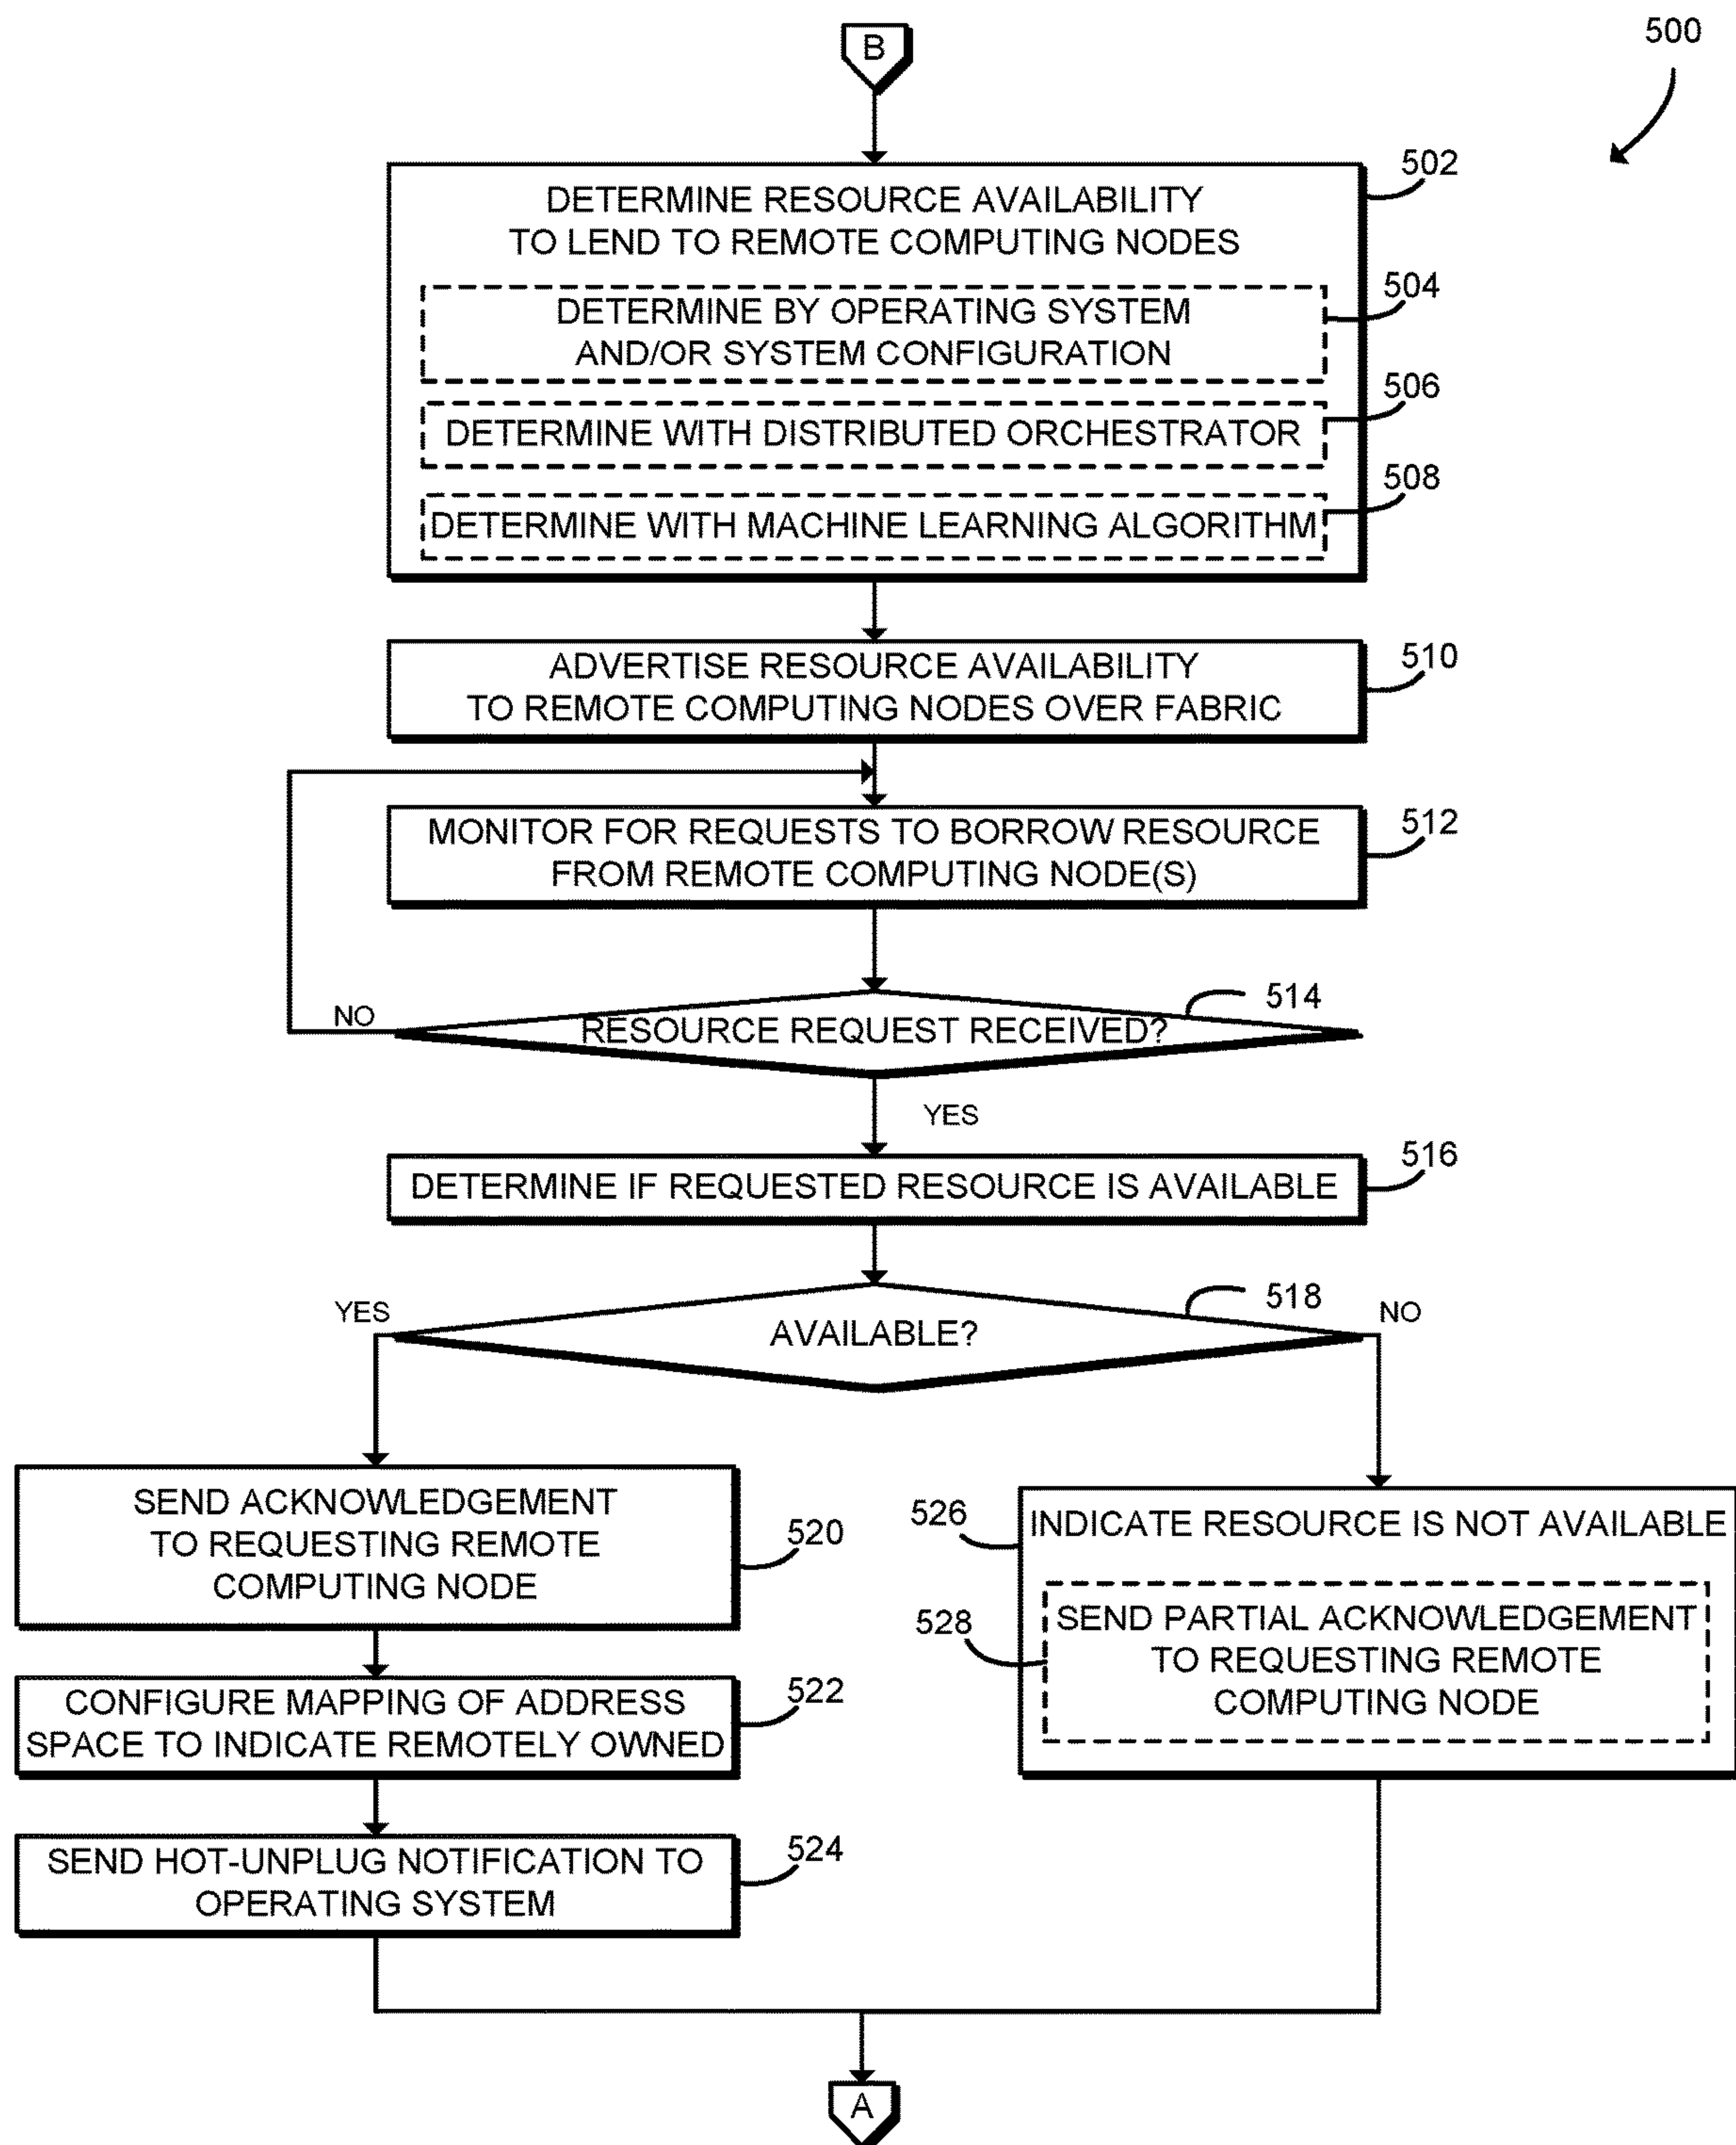 B
500
DETERMINE RESOURCE AVAILABILITY
TO LEND TO REMOTE COMPUTING NODES
502
DETERMINE BY OPERATING SYSTEM
AND/OR SYSTEM CONFIGURATION
504
DETERMINE WITH DISTRIBUTED ORCHESTRATOR
506
DETERMINE WITH MACHINE LEARNING ALGORITHM
508
ADVERTISE RESOURCE AVAILABILITY
TO REMOTE COMPUTING NODES OVER FABRIC
510
MONITOR FOR REQUESTS TO BORROW RESOURCE
FROM REMOTE COMPUTING NODE(S)
512
RESOURCE REQUEST RECEIVED?
514
NO
YES
DETERMINE IF REQUESTED RESOURCE IS AVAILABLE
516
AVAILABLE?
518
YES
NO
SEND ACKNOWLEDGEMENT
TO REQUESTING REMOTE
COMPUTING NODE
520
CONFIGURE MAPPING OF ADDRESS
SPACE TO INDICATE REMOTELY OWNED
522
SEND HOT-UNPLUG NOTIFICATION TO
OPERATING SYSTEM
524
526
INDICATE RESOURCE IS NOT AVAILABLE
528
SEND PARTIAL ACKNOWLEDGEMENT
TO REQUESTING REMOTE
COMPUTING NODE
A